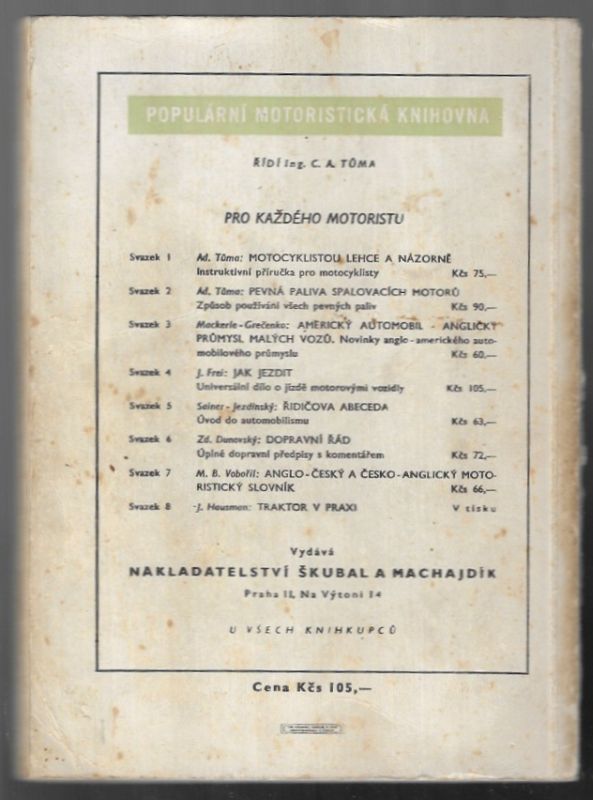 POPULÁRNÍ MOTORISTICKÁ KNIHOVNA
ŘÍDÍ Ing. C. A. TŮMA
PRO KAŽDÉHO MOTORISTU
Svazek 1 Ad. Tůma: MOTOCYKLISTOU LEHCE A NÁZORNĚ
Instruktivní příručka pro motocyklisty Kčs 75,—
Svazek 2 Ad. Tůma: PEVNÁ PALIVA SPALOVACÍCH MOTORŮ
Způsob používání všech pevných paliv Kčs 90,—
Svazek 3 Mackerle-Grečenko: AMERICKÝ AUTOMOBIL - ANGLIČKÝ
PRŮMYSL MALÝCH VOZŮ. Novinky anglo-amerického auto-
mobilového průmyslu Kčs 60,—
Svazek 4 J. Frei: JAK JEZDIT
Universální dílo o jízdě motorovými vozidly Kčs 105,—
Svazek 5 Seiner-Jezdinský: ŘIDIČOVA ABECEDA
Úvod do automobilismu Kčs 63,—
Svazek 6 Zd. Dunovský: DOPRAVNÍ ŘÁD
Úplné dopravní předpisy s komentářem Kčs 72,—
Svazek 7 M. B. Vobořil: ANGLO-ČESKÝ A ČESKO-ANGLICKÝ MOTO-
RISTICKÝ SLOVNÍK Kčs 66,—
Svazek 8 J. Hausman: TRAKTOR V PRAXI V tisku
Vydává
NAKLADATELSTVÍ ŠKUBAL A MACHAJDÍK
Praha II, Na Výtoni 14
U VŠECH KNIHKUPCŮ
Cena Kčs 105,—